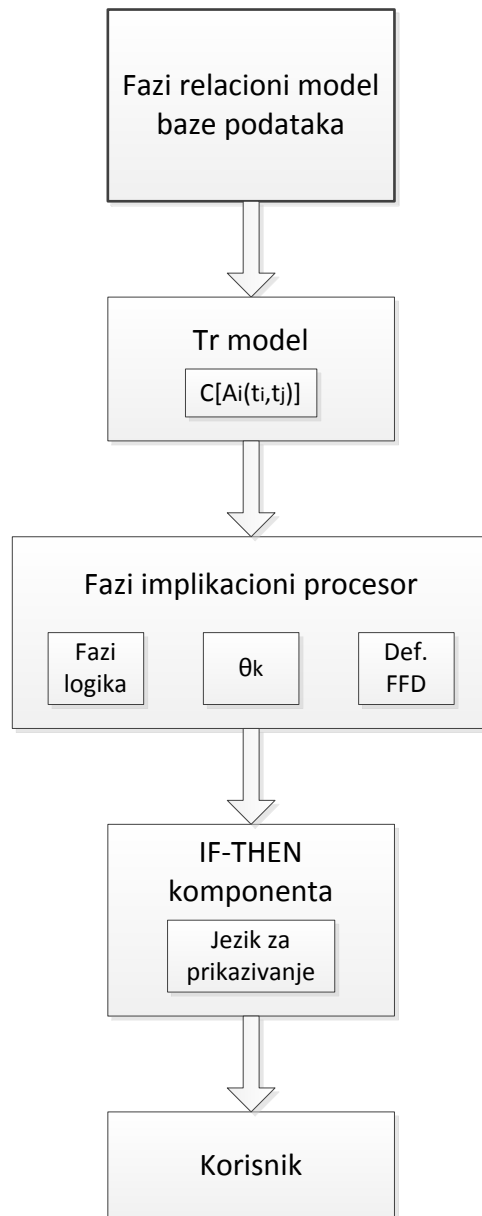 Fazi relacioni model
baze podataka
Tr model
C[Ai(ti,tj)]
Fazi implikacioni procesor
Fazi
logika
θk
Def.
FFD
IF-THEN
komponenta
Jezik za
prikazivanje
Korisnik